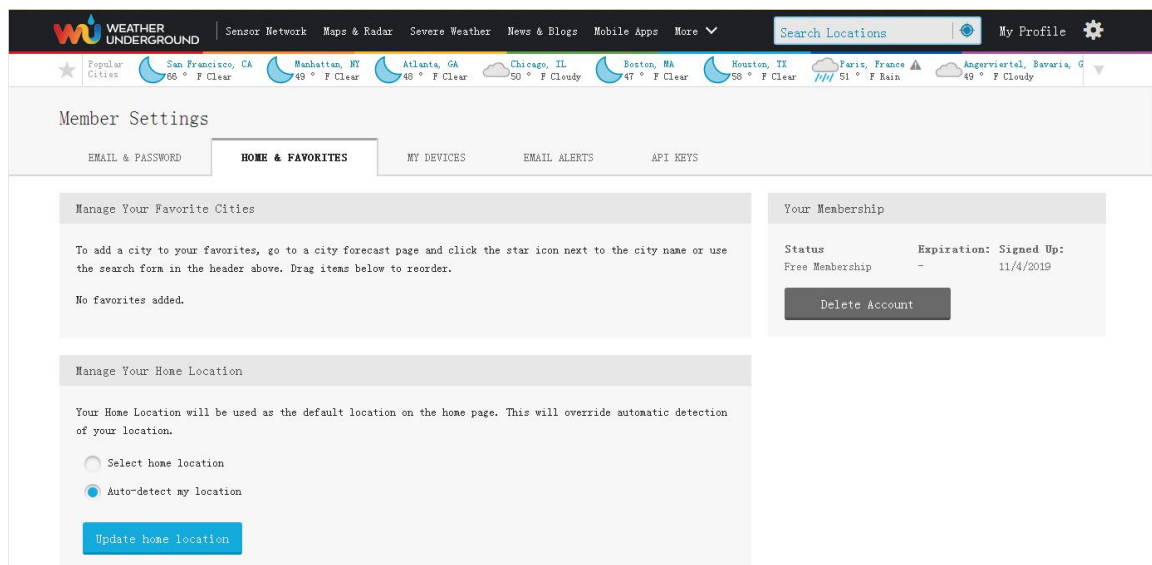 WEATHER UNDERGROUND
Sensor Network Maps & Radar Severe Weather News & Blogs Mobile Apps More
Search Locations
My Profile
Popular Cities
San Francisco, CA
66 ° F Clear
Manhattan, NY
49 ° F Clear
Atlanta, GA
48 ° F Clear
Chicago, IL
50 ° F Cloudy
Boston, MA
47 ° F Clear
Houston, TX
58 ° F Clear
Paris, France
51 ° F Rain
Angerviertel, Bavaria, G
49 ° F Cloudy
Member Settings
EMAIL & PASSWORD HOME & FAVORITES MY DEVICES EMAIL ALERTS API KEYS
Manage Your Favorite Cities
To add a city to your favorites, go to a city forecast page and click the star icon next to the city name or use
the search form in the header above. Drag items below to reorder.
No favorites added.
Your Membership
Status Expiration: Signed Up:
Free Membership - 11/4/2019
Delete Account
Manage Your Home Location
Your Home Location will be used as the default location on the home page. This will override automatic detection
of your location.
Select home location
Auto-detect my location
Update home location